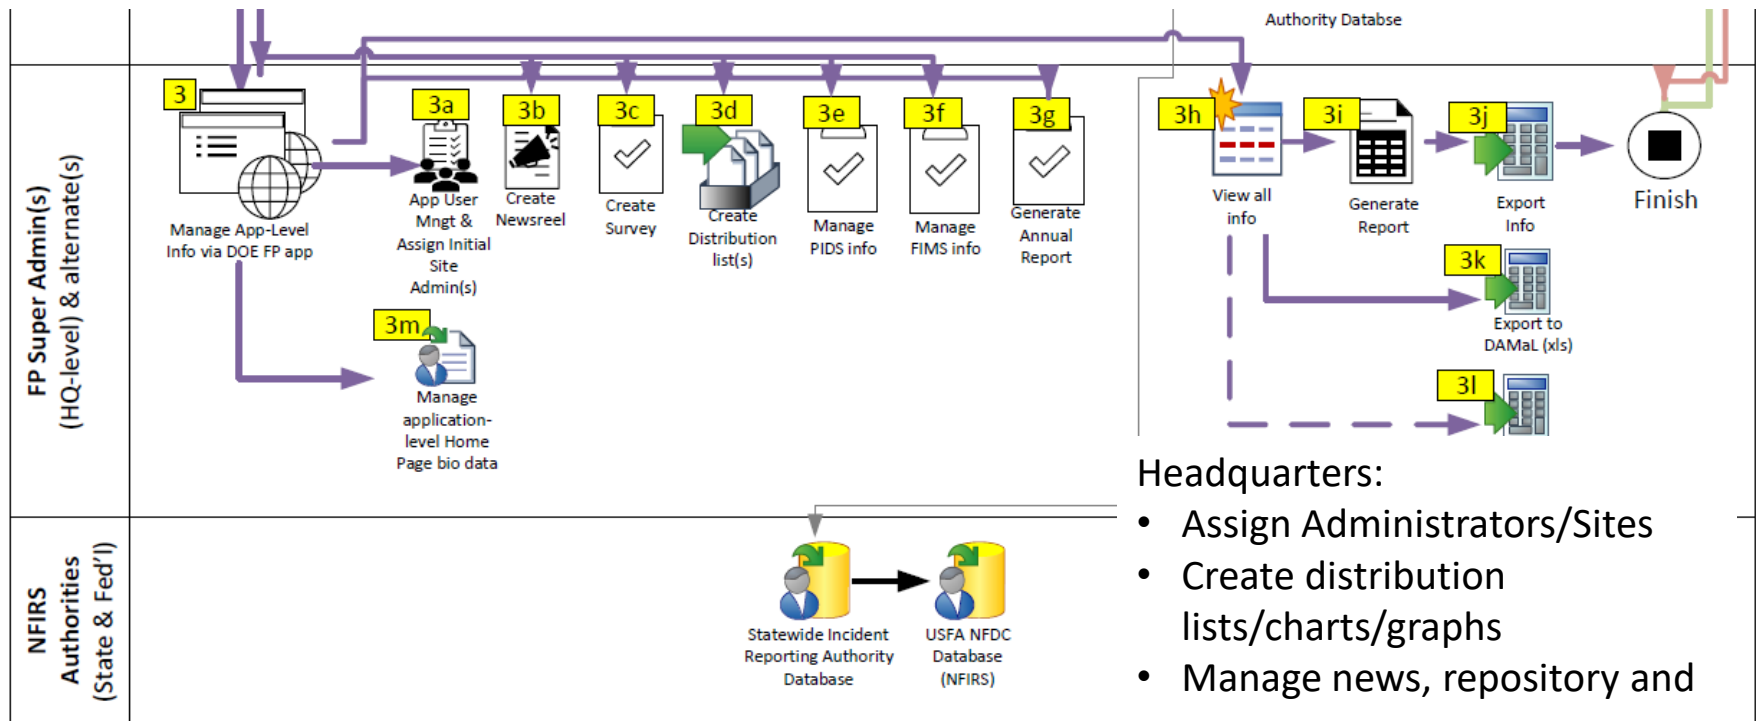 Authority Databse
FP Super Admin(s)
(HQ-level) & alternate(s)
3
Manage App-Level
Info via DOE FP app
3a
App User
Mngt &
Assign Initial
Site
Admin(s)
3b
Create
Newsreel
3c
Create
Survey
3d
Create
Distribution
list(s)
3e
Manage
PIDS info
3f
Manage
FIMS info
3g
Generate
Annual
Report
3h
View all
info
3i
Generate
Report
3j
Export
Info
Finish
3k
Export to
DAMaL (xls)
3l
3m
Manage
application-
level Home
Page bio data
NFIRS
Authorities
(State & Fed’l)
Statewide Incident
Reporting Authority
Database
USFA NFDC
Database
(NFIRS)
Headquarters:
• Assign Administrators/Sites
• Create distribution
lists/charts/graphs
• Manage news, repository and